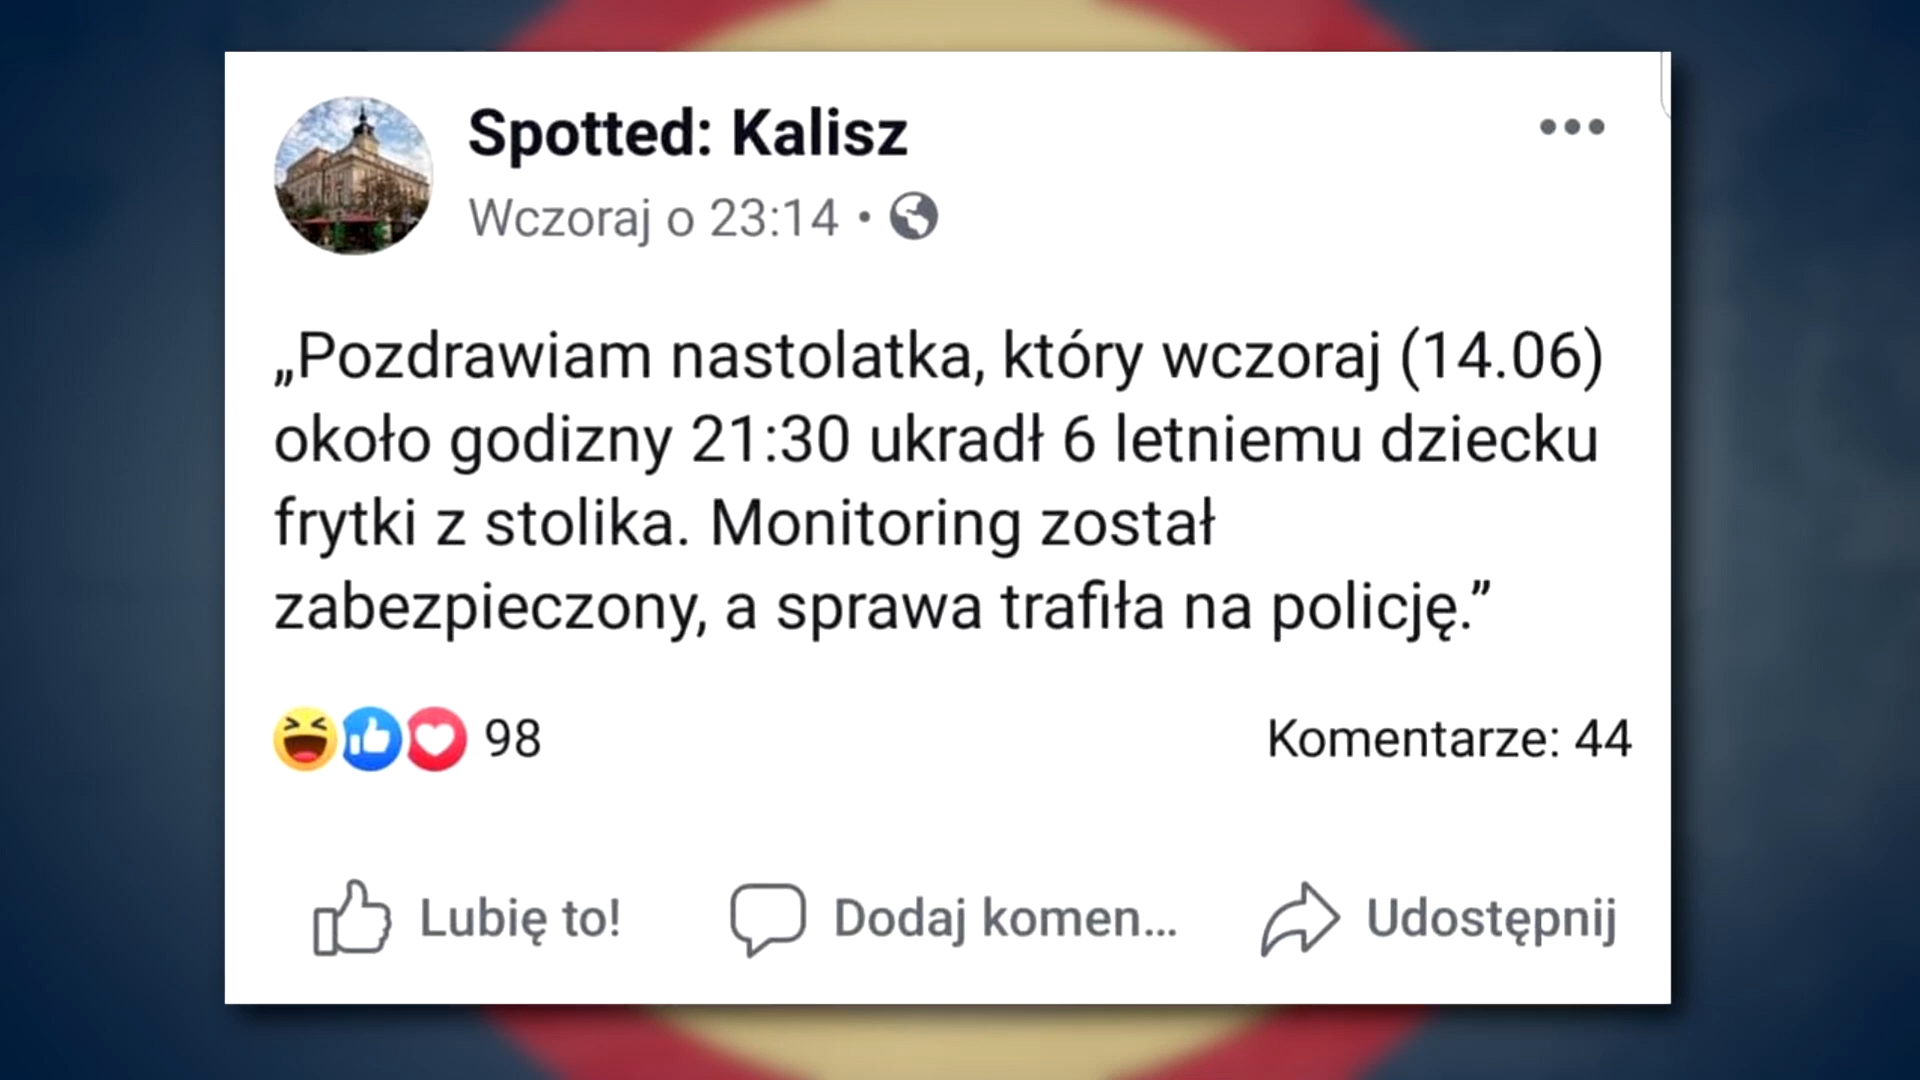 Spotted: Kalisz
Wczoraj o 23:14 •
„Pozdrawiam nastolatka, który wczoraj (14.06)
około godizny 21:30 ukradł 6 letniemu dziecku
frytki z stolika. Monitoring został
zabezpieczony, a sprawa trafiła na policję.”
98
Komentarze: 44
Lubię to!
Dodaj komen...
Udostępnij